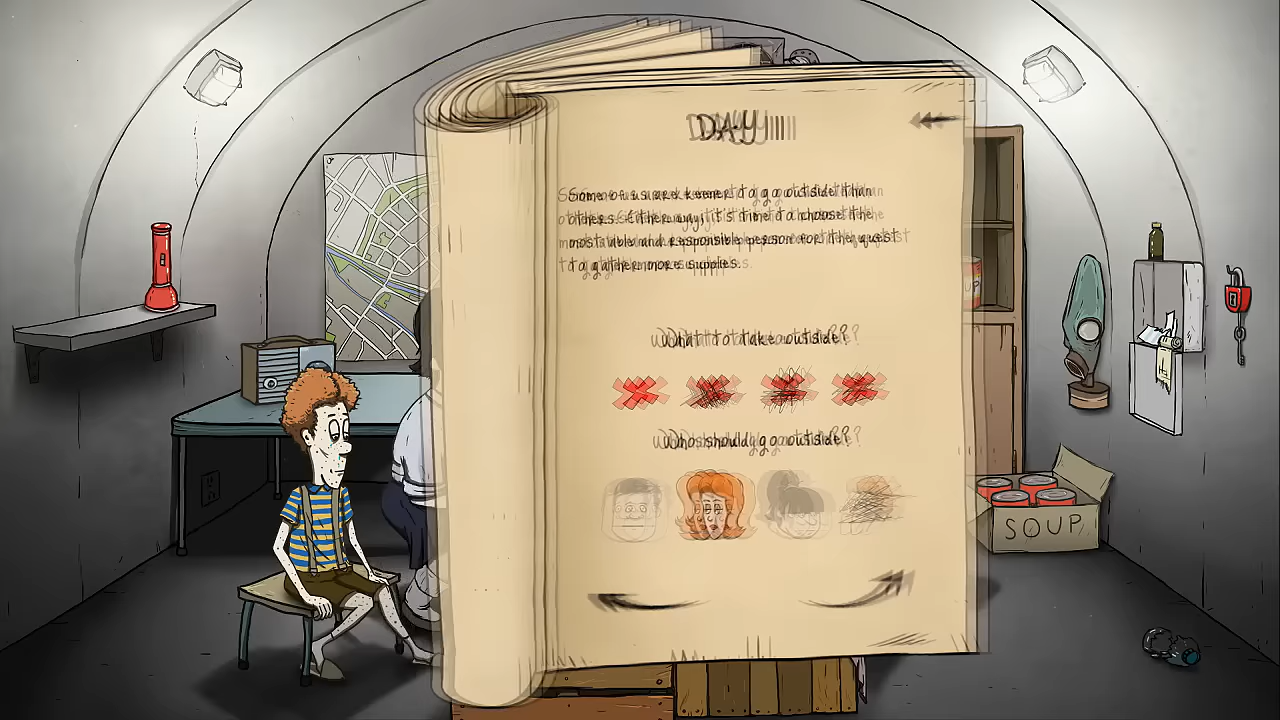 DAY
Some of us are keener to go outside than
others. Either way, it's time to choose the
most able and responsible person for the quest
to gather more supplies.
What to take outside?
Who should go outside?
SOUP